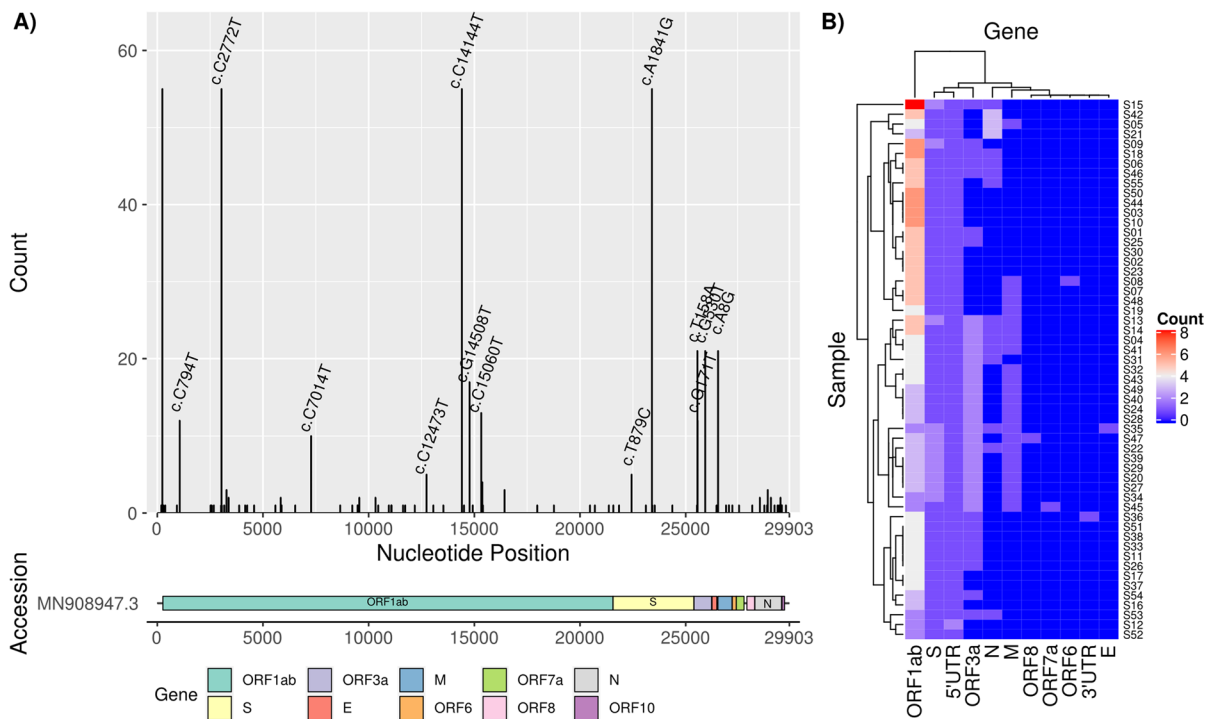 A)
Count
60
40
20
0
c.C794T
c.C2772T
c.C7014T
c.C12473T
c.C14144T
c.G14508T
c.C15060T
c.T879C
c.A1841G
c.G171T
c.T158A
c.G530T
c.A8G
0 5000 10000 15000 20000 25000 29903
Nucleotide Position
Accession
MN908947.3
ORF1ab S N
0 5000 10000 15000 20000 25000 29903
Gene
ORF1ab ORF3a M ORF7a N
S E ORF6 ORF8 ORF10
B)
Gene
Sample
S15
S42
S05
S21
S09
S18
S06
S46
S55
S50
S44
S03
S10
S01
S25
S30
S02
S23
S08
S07
S48
S19
S13
S14
S04
S41
S31
S32
S43
S49
S40
S24
S28
S35
S47
S22
S39
S29
S20
S27
S34
S45
S36
S51
S38
S33
S11
S26
S17
S37
S54
S16
S53
S12
S52
ORF1ab
S
5'UTR
ORF3a
N
M
ORF8
ORF7a
ORF6
3'UTR
E
Count
8
6
4
2
0